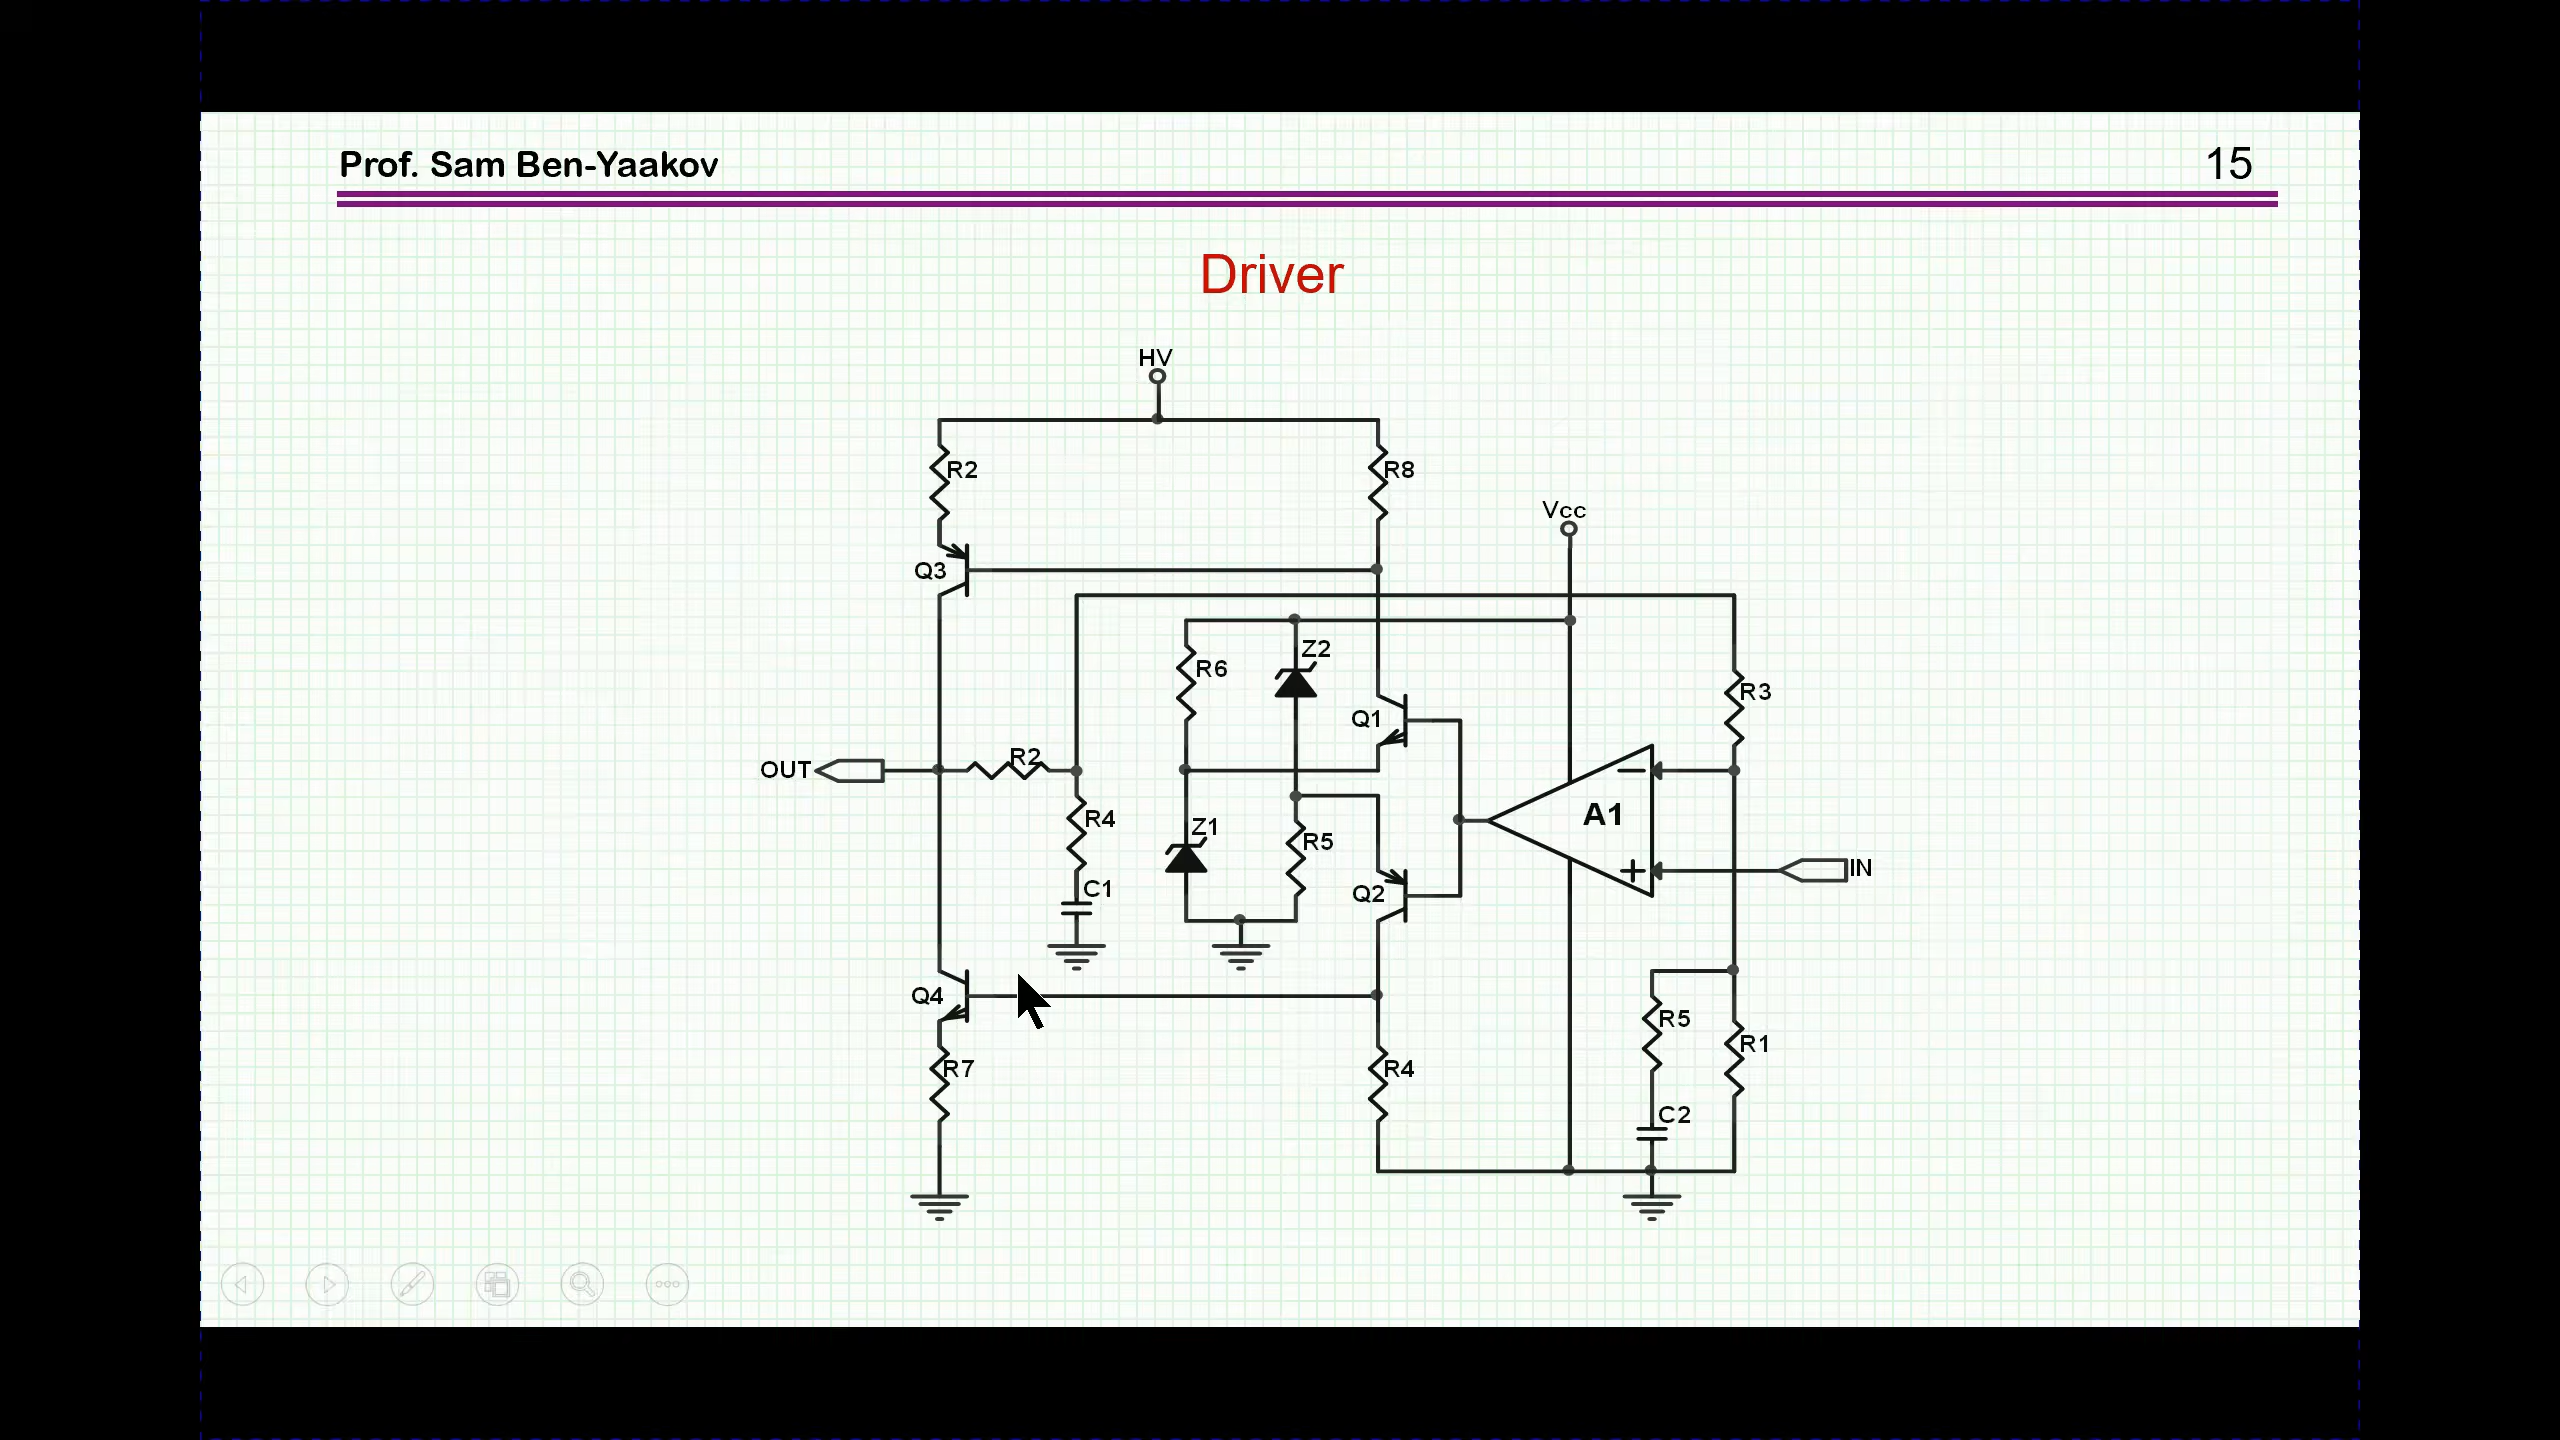 Prof. Sam Ben-Yaakov
15
Driver
HV
R2
R8
Vcc
Q3
Z2
R6
R3
Q1
OUT
R2
A1
Z1
R4
R5
IN
C1
Q2
Q4
R5
R1
R7
R4
C2